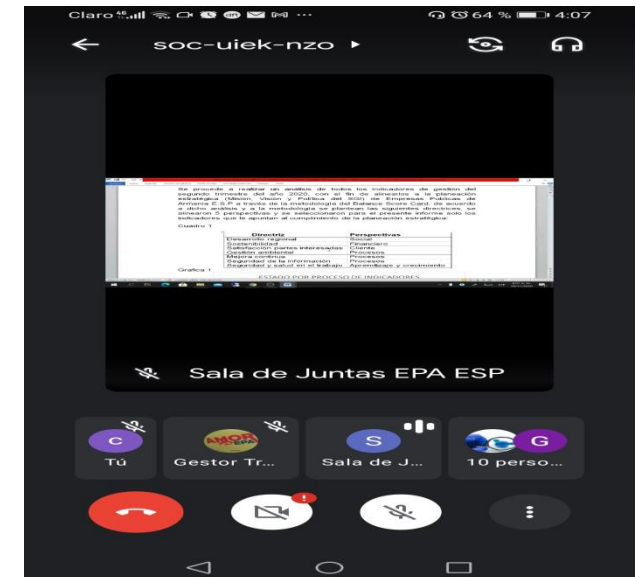 Claro 64 % 4:07
soc-uiek-nzo
Se procede a realizar un análisis de todos los indicadores de gestión del
segundo trimestre del año 2020, con el fin de alinearlos a la planeación
estratégica (Misión, Visión y Política del SGI) de Empresas Públicas de
Armenia E.S.P a través de la metodología del Balance Score Card, de acuerdo
a dicho análisis y a la metodología se plantean las siguientes directrices, se
alinearon 5 perspectivas y se seleccionaron para el presente informe solo los
indicadores que le apuntan al cumplimiento de la planeación estratégica:
Cuadro 1
Directriz Perspectivas
Desarrollo regional Social
Sostenibilidad Financiero
Satisfacción partes interesadas Cliente
Gestión ambiental Procesos
Mejora continua Procesos
Seguridad de la información Procesos
Seguridad y salud en el trabajo Aprendizaje y crecimiento
Grafica 1
ESTADO POR PROCESO DE INDICADORES
Sala de Juntas EPA ESP
C
AMOR
EPA
S
G
Tú
Gestor Tr...
Sala de J...
10 perso...